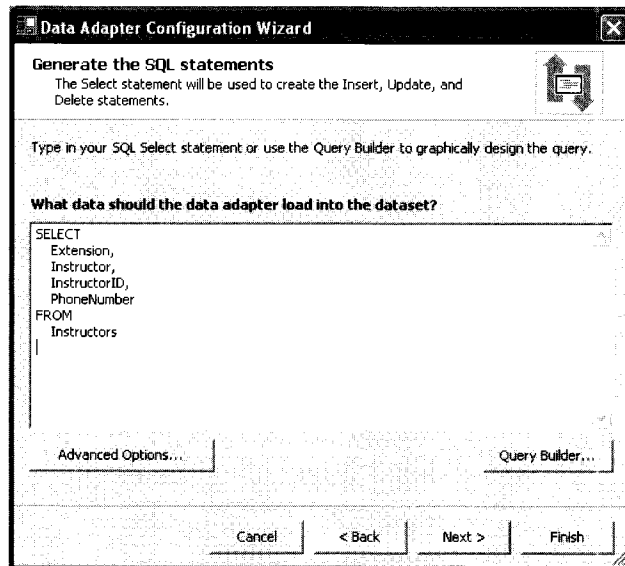 Data Adapter Configuration Wizard
Generate the SQL statements
The Select statement will be used to create the Insert, Update, and
Delete statements.
Type in your SQL Select statement or use the Query Builder to graphically design the query.
What data should the data adapter load into the dataset?
SELECT
Extension,
Instructor,
InstructorID,
PhoneNumber
FROM
Instructors
Advanced Options...
Query Builder...
Cancel
< Back
Next >
Finish